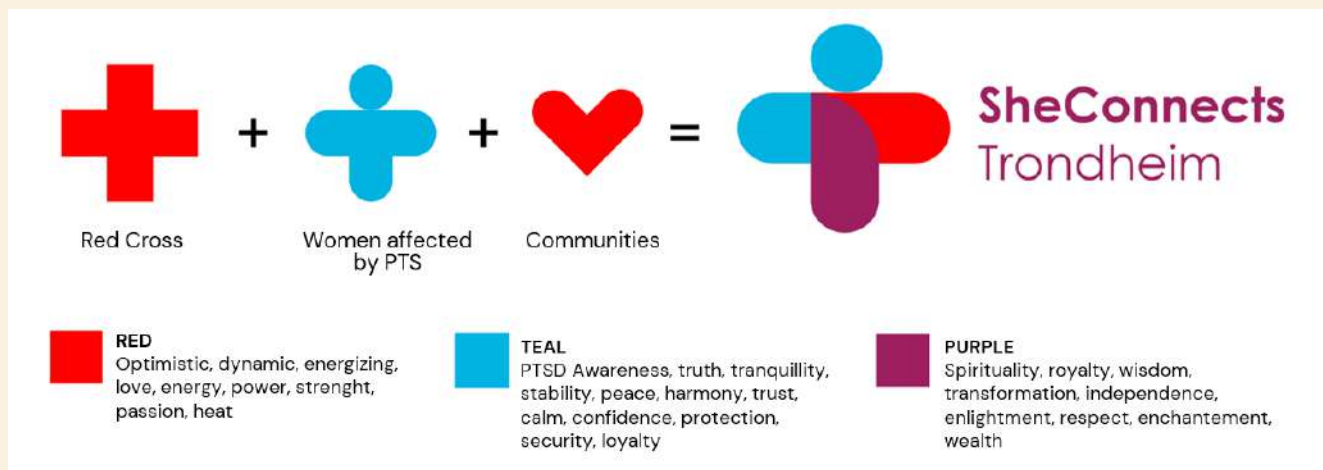 + + = SheConnects
Trondheim
Red Cross
Women affected
by PTS
Communities
RED
Optimistic, dynamic, energizing,
love, energy, power, strenght,
passion, heat
TEAL
PTSD Awareness, truth, tranquillity,
stability, peace, harmony, trust,
calm, confidence, protection,
security, loyalty
PURPLE
Spirituality, royalty, wisdom,
transformation, independence,
enlightment, respect, enchantement,
wealth